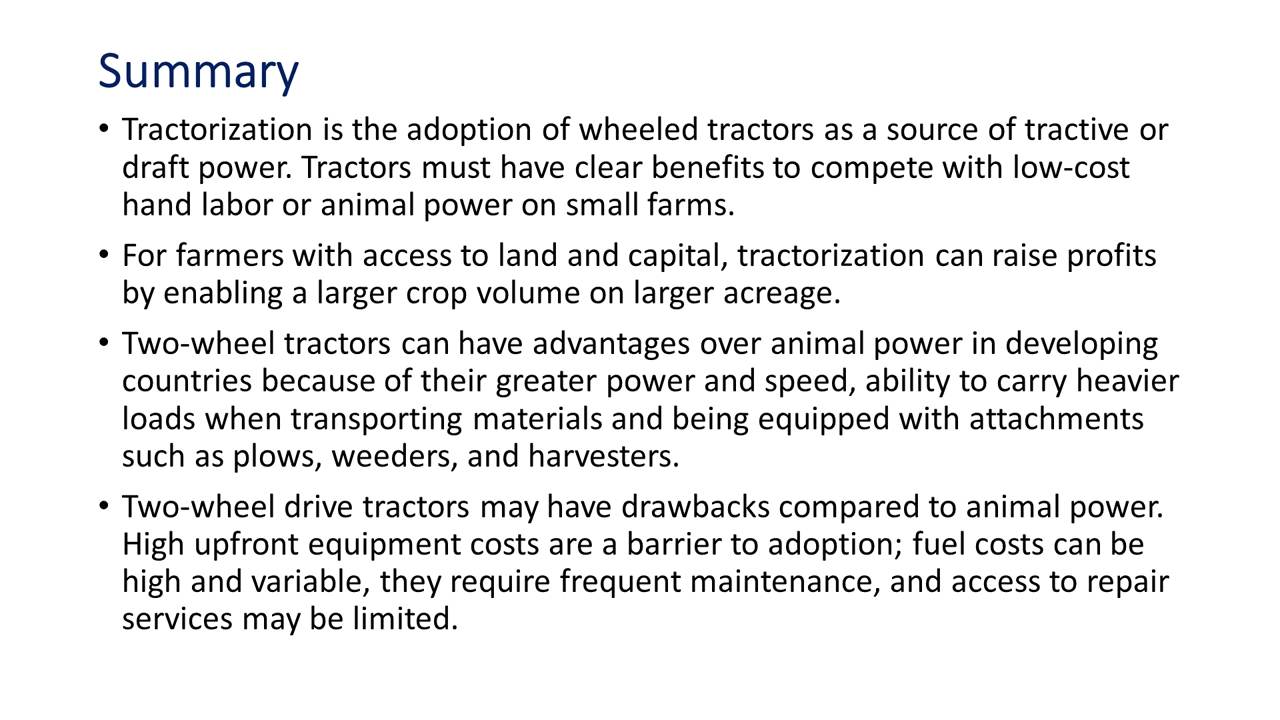 Summary
• Tractorization is the adoption of wheeled tractors as a source of tractive or
draft power. Tractors must have clear benefits to compete with low-cost
hand labor or animal power on small farms.
• For farmers with access to land and capital, tractorization can raise profits
by enabling a larger crop volume on larger acreage.
• Two-wheel tractors can have advantages over animal power in developing
countries because of their greater power and speed, ability to carry heavier
loads when transporting materials and being equipped with attachments
such as plows, weeders, and harvesters.
• Two-wheel drive tractors may have drawbacks compared to animal power.
High upfront equipment costs are a barrier to adoption; fuel costs can be
high and variable, they require frequent maintenance, and access to repair
services may be limited.